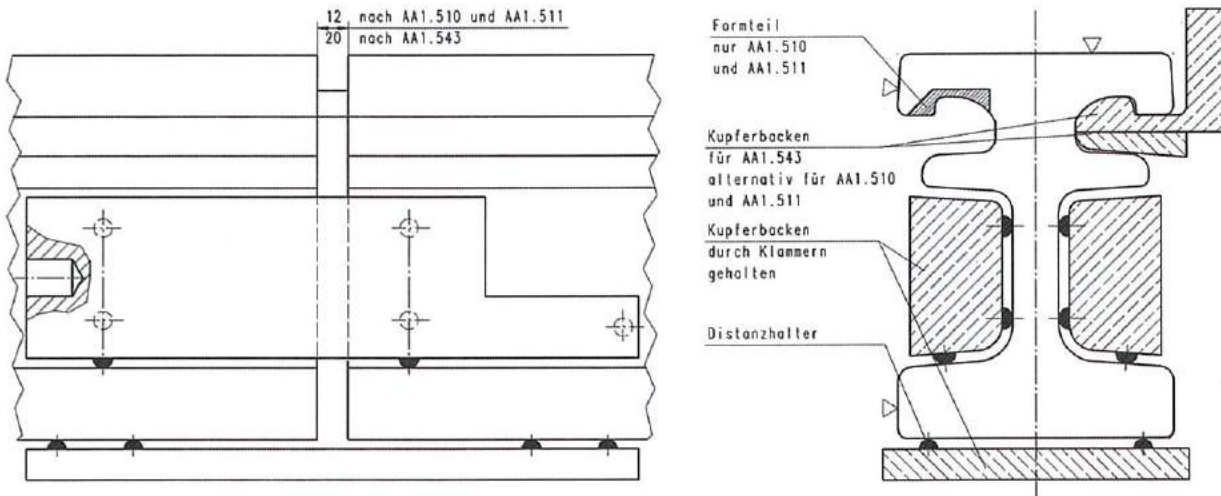 12 nach AA1.510 und AA1.511
20 nach AA1.543
Formteil
nur AA1.510
und AA1.511
Kupferbacken
für AA1.543
alternativ für AA1.510
und AA1.511
Kupferbacken
durch Klammern
gehalten
Distanzhalter